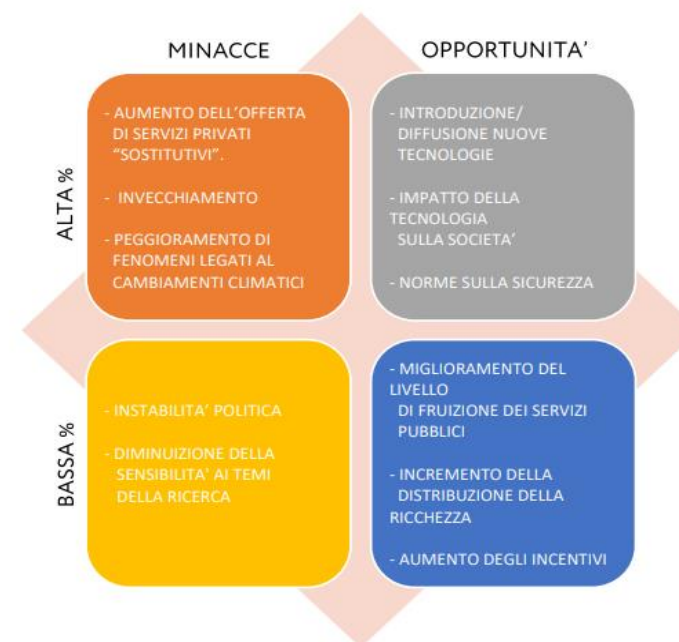 MINACCE
OPPORTUNITA'
ALTA %
- AUMENTO DELL'OFFERTA
DI SERVIZI PRIVATI
"SOSTITUTIVI".
- INVECCHIAMENTO
- PEGGIORAMENTO DI
FENOMENI LEGATI AL
CAMBIAMENTI CLIMATICI
- INTRODUZIONE/
DIFFUSIONE NUOVE
TECNOLOGIE
- IMPATTO DELLA
TECNOLOGIA
SULLA SOCIETA'
- NORME SULLA SICUREZZA
BASSA %
- INSTABILITA' POLITICA
- DIMINUIZIONE DELLA
SENSIBILITA' AI TEMI
DELLA RICERCA
- MIGLIORAMENTO DEL
LIVELLO
DI FRUIZIONE DEI SERVIZI
PUBBLICI
- INCREMENTO DELLA
DISTRIBUZIONE DELLA
RICCHEZZA
- AUMENTO DEGLI INCENTIVI